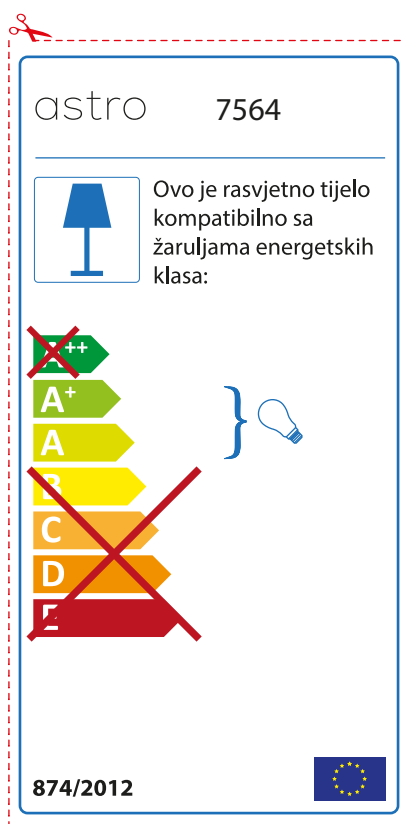 astro 7564
Ovo je rasvjetno tijelo
kompatibilno sa
žaruljama energetskih
klasa:
A++
A+
A
B
C
D
E
874/2012